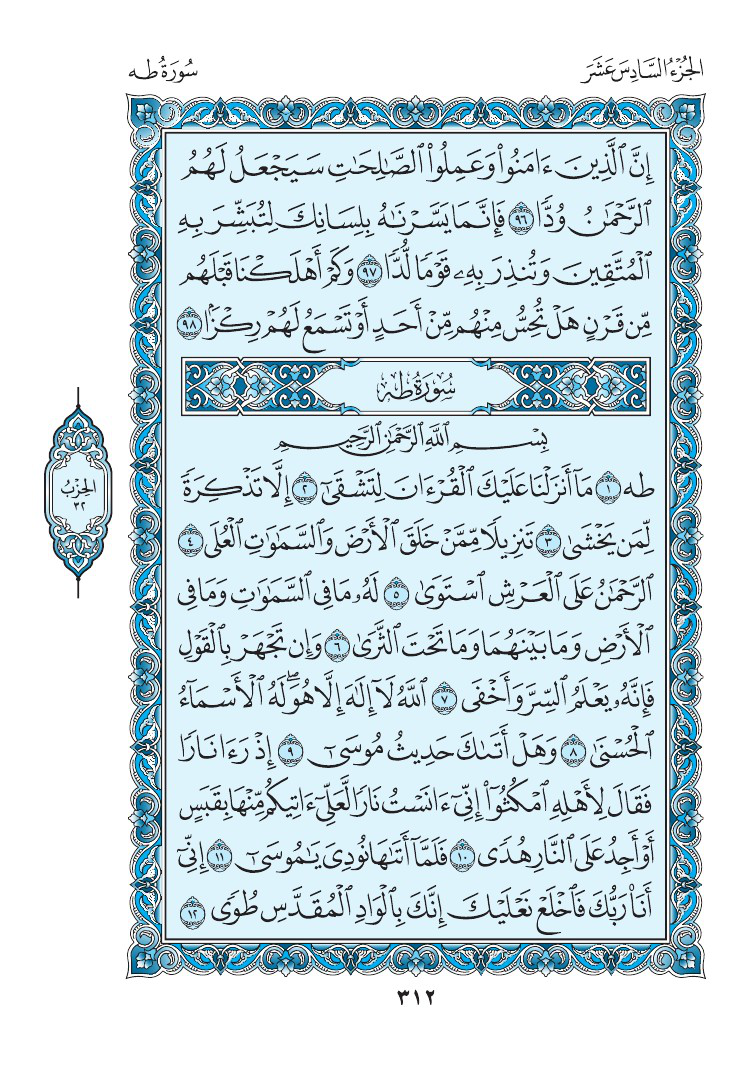 الجُزْءُ السَّادِسَ عَشَرَ
سُورَةُ طه
إِنَّ ٱلَّذِينَ ءَامَنُوا۟ وَعَمِلُوا۟ ٱلصَّٰلِحَٰتِ سَيَجْعَلُ لَهُمُ
ٱلرَّحْمَٰنُ وُدًّا ٩٦ فَإِنَّمَا يَسَّرْنَٰهُ بِلِسَانِكَ لِتُبَشِّرَ بِهِ
ٱلْمُتَّقِينَ وَتُنذِرَ بِهِۦ قَوْمًا لُّدًّا ٩٧ وَكَمْ أَهْلَكْنَا قَبْلَهُم
مِّن قَرْنٍ هَلْ تُحِسُّ مِنْهُم مِّنْ أَحَدٍ أَوْ تَسْمَعُ لَهُمْ رِكْزًۢا ٩٨
سُورَةُ طه
بِسْمِ ٱللَّهِ ٱلرَّحْمَٰنِ ٱلرَّحِيمِ
طه ١ مَآ أَنزَلْنَا عَلَيْكَ ٱلْقُرْءَانَ لِتَشْقَىٰٓ ٢ إِلَّا تَذْكِرَةً
لِّمَن يَخْشَىٰ ٣ تَنزِيلًا مِّمَّنْ خَلَقَ ٱلْأَرْضَ وَٱلسَّمَٰوَٰتِ ٱلْعُلَى ٤
ٱلرَّحْمَٰنُ عَلَى ٱلْعَرْشِ ٱسْتَوَىٰ ٥ لَهُۥ مَا فِى ٱلسَّمَٰوَٰتِ وَمَا فِى
ٱلْأَرْضِ وَمَا بَيْنَهُمَا وَمَا تَحْتَ ٱلثَّرَىٰ ٦ وَإِن تَجْهَرْ بِٱلْقَوْلِ
فَإِنَّهُۥ يَعْلَمُ ٱلسِّرَّ وَأَخْفَى ٧ ٱللَّهُ لَآ إِلَٰهَ إِلَّا هُوَۖ لَهُ ٱلْأَسْمَآءُ
ٱلْحُسْنَىٰ ٨ وَهَلْ أَتَىٰكَ حَدِيثُ مُوسَىٰٓ ٩ إِذْ رَءَا نَارًا
فَقَالَ لِأَهْلِهِ ٱمْكُثُوٓا۟ إِنِّىٓ ءَانَسْتُ نَارًا لَّعَلِّىٓ ءَاتِيكُم مِّنْهَا بِقَبَسٍ
أَوْ أَجِدُ عَلَى ٱلنَّارِ هُدًى ١٠ فَلَمَّآ أَتَىٰهَا نُودِىَ يَٰمُوسَىٰٓ ١١ إِنِّىٓ
أَنَا۠ رَبُّكَ فَٱخْلَعْ نَعْلَيْكَ إِنَّكَ بِٱلْوَادِ ٱلْمُقَدَّسِ طُوًى ١٢
الحِزْبُ
٣٢
٣١٢